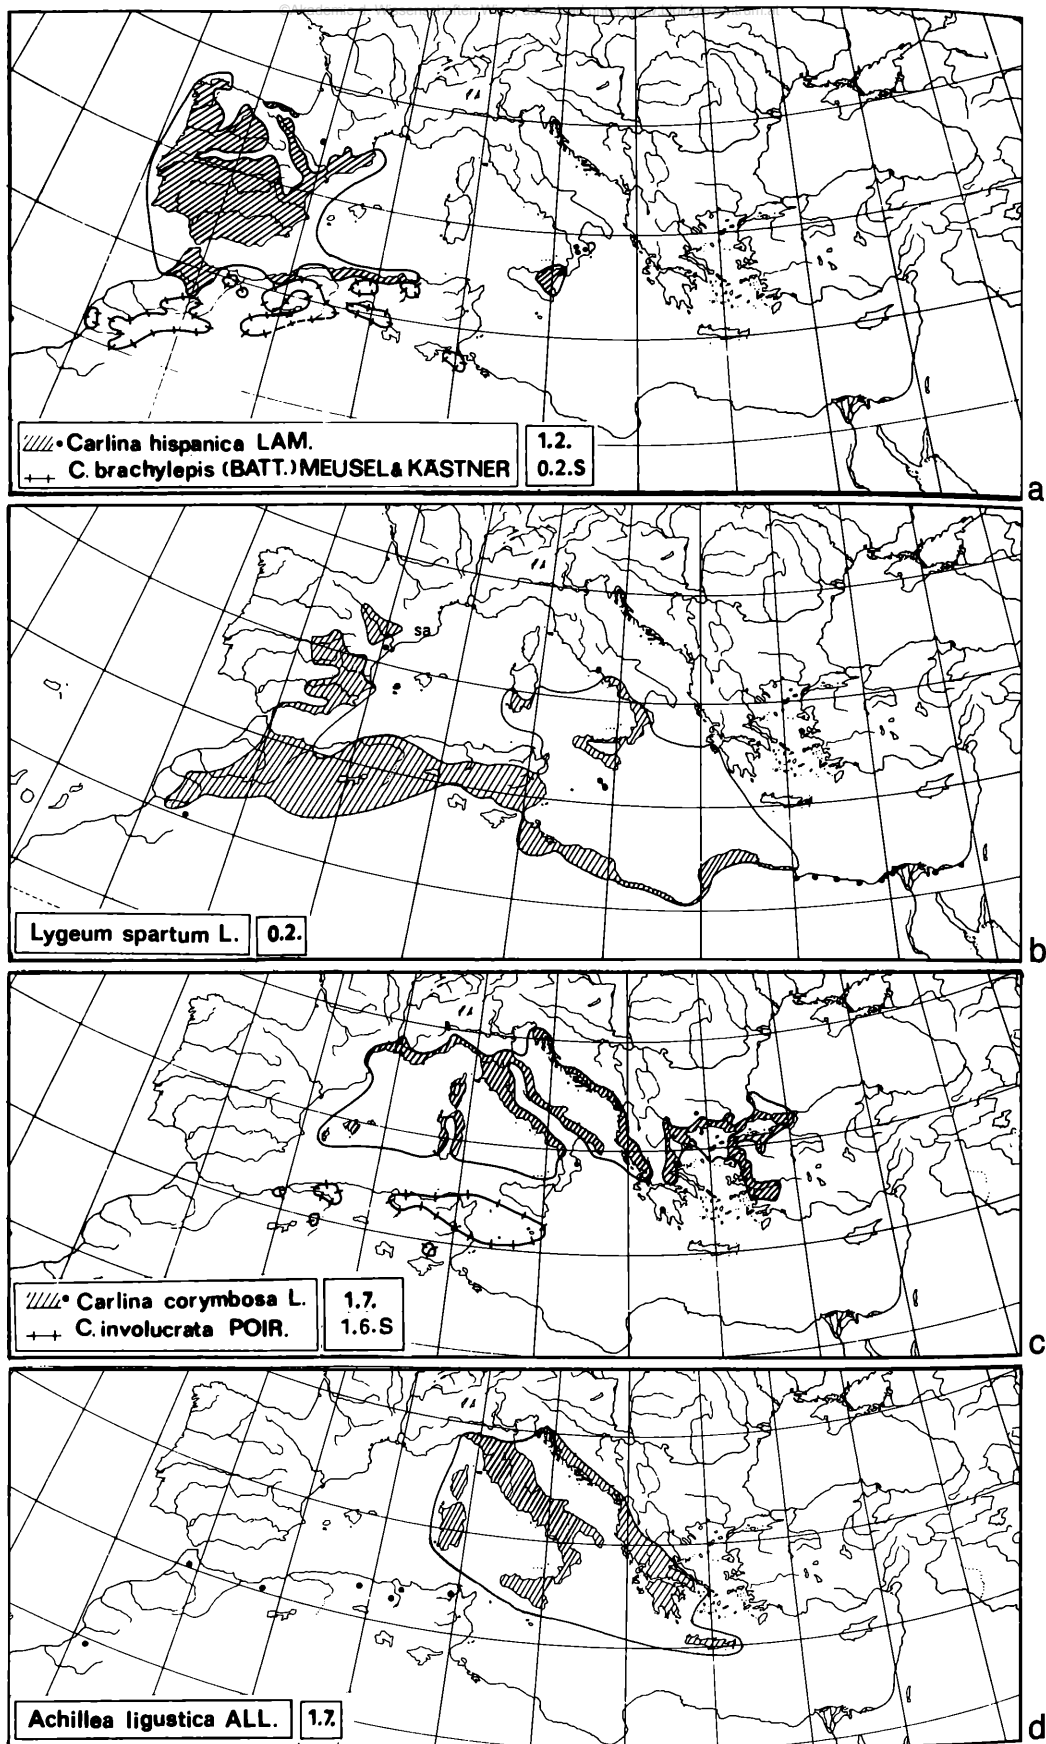 Carlina hispanica LAM.
C. brachylepis (BATT.) MEUSEL & KÄSTNER
1.2.
0.2.S
a
sa
Lygeum spartum L.
0.2.
b
Carlina corymbosa L.
C. involucrata POIR.
1.7.
1.6.S
c
Achillea ligustica ALL.
1.7.
d